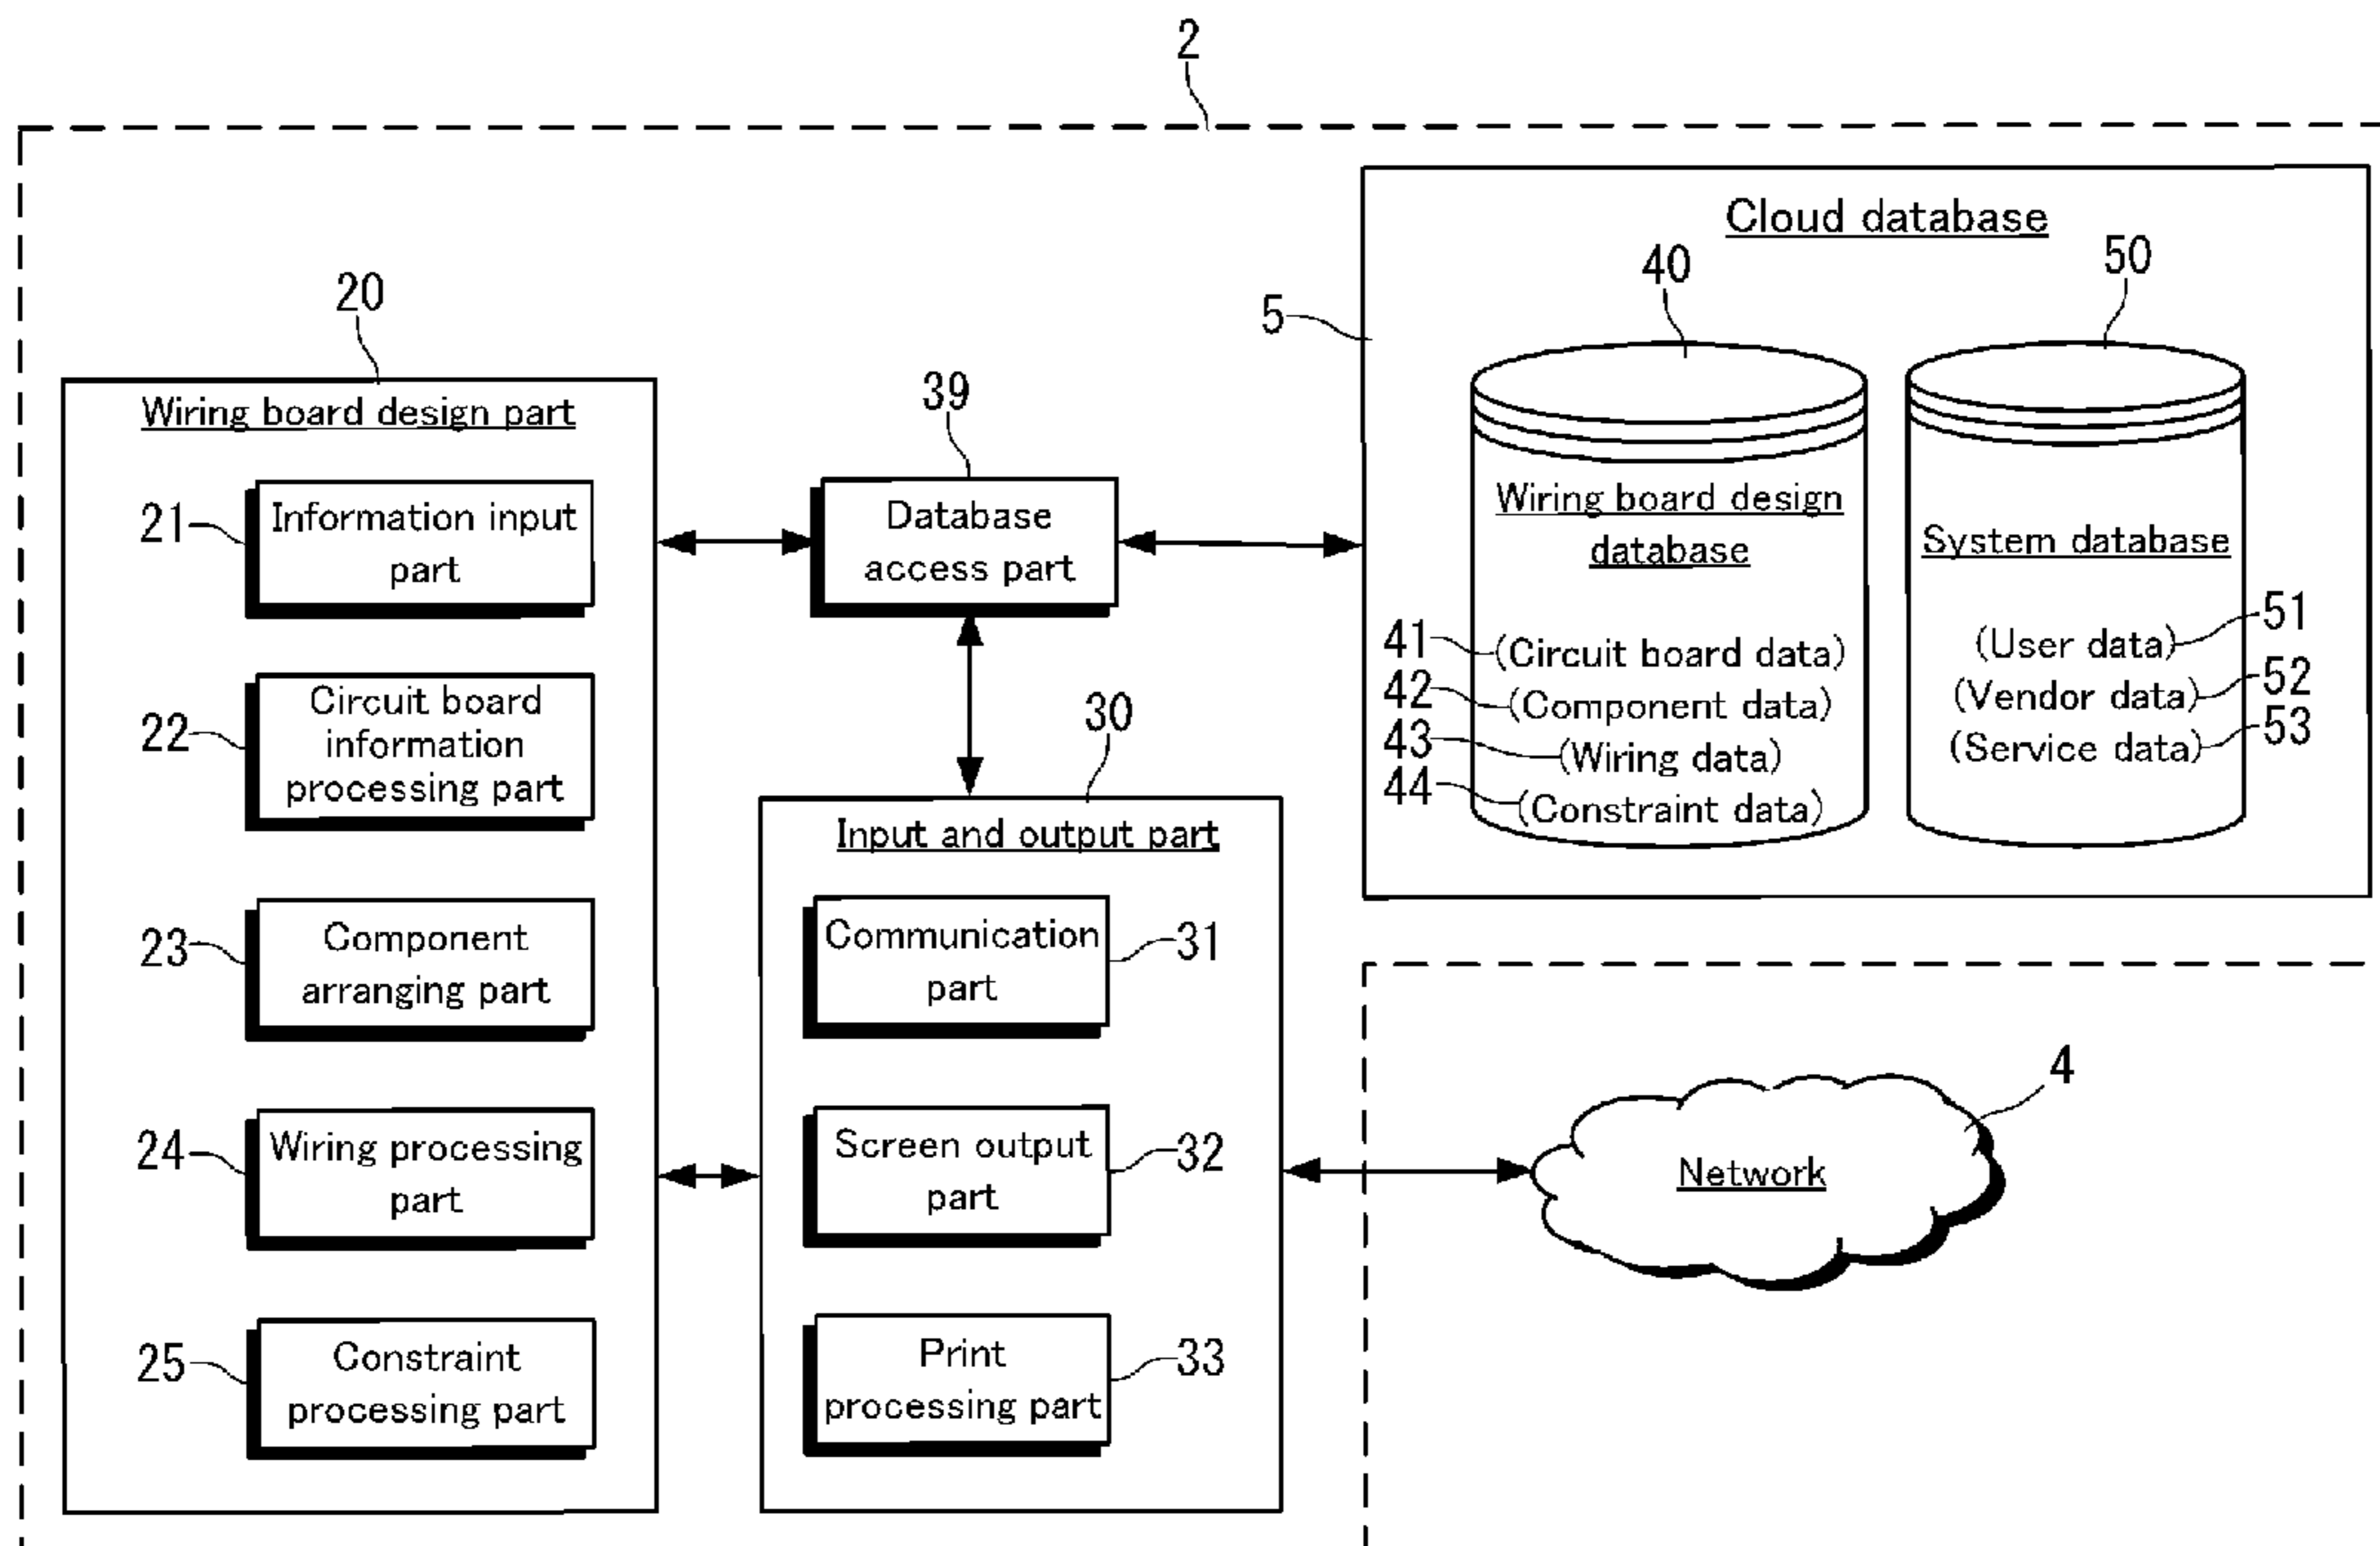 2
Cloud database
5
40
50
Wiring board design
database
41
(Circuit board data)
42
(Component data)
43
(Wiring data)
44
(Constraint data)
System database
(User data)
51
(Vendor data)
52
(Service data)
53
20
Wiring board design part
21
Information input
part
22
Circuit board
information
processing part
23
Component
arranging part
24
Wiring processing
part
25
Constraint
processing part
39
Database
access part
30
Input and output part
Communication
part
31
Screen output
part
32
Print
processing part
33
4
Network